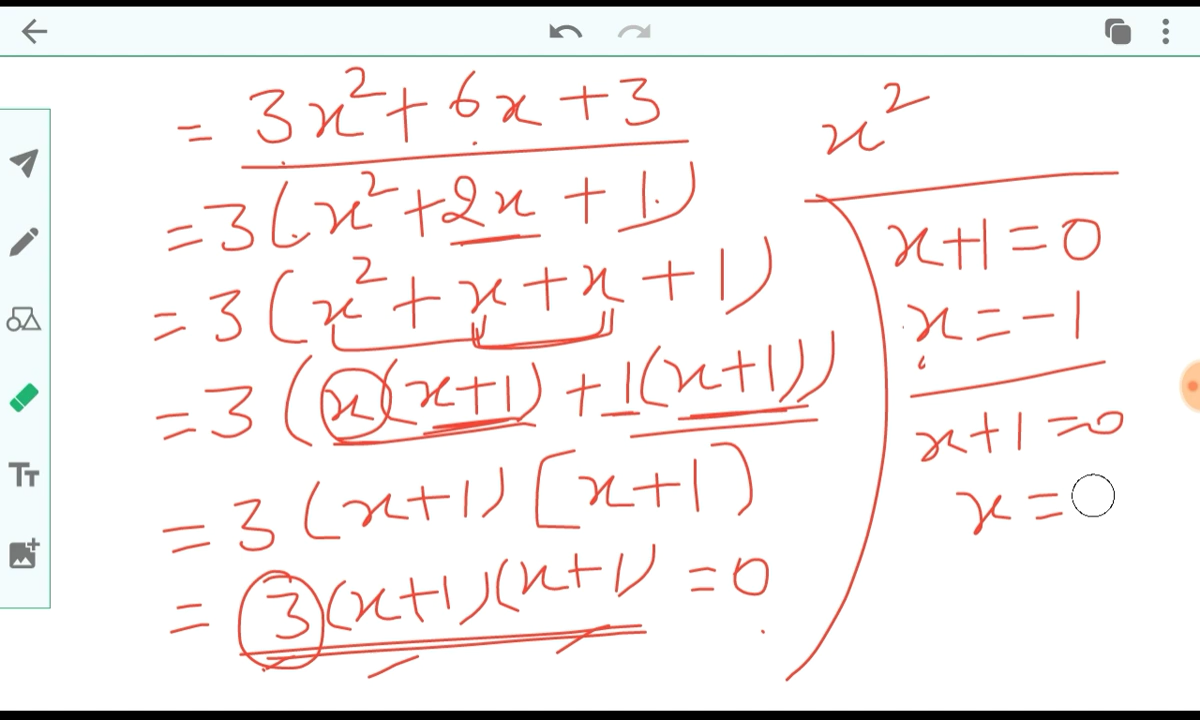 = 3x² + 6x + 3
= 3(x² + 2x + 1)
= 3(x² + x + x + 1)
= 3(x(x+1) + 1(x+1))
= 3(x+1)[x+1)
= 3(x+1)(x+1) = 0
x²
x+1=0
x=-1
x+1=0
x=
TT